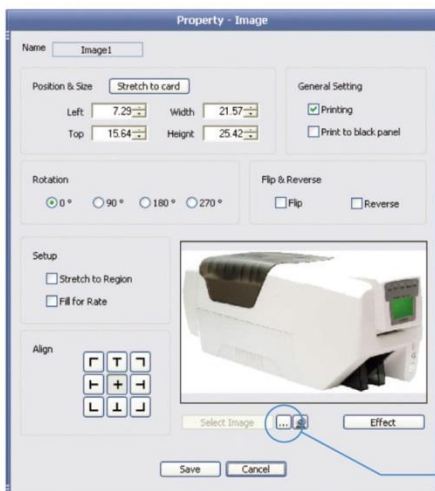 Property - Image
Name Image1
Position & Size Stretch to card
Left 7.29 Width 21.57
Top 15.64 Heignt 25.42
General Setting
Printing
Print to black panel
Rotation
0 ° 90 ° 180 ° 270 °
Flip & Reverse
Flip Reverse
Setup
Stretch to Region
Fill for Rate
Align
Select Image ... Effect
Save Cancel